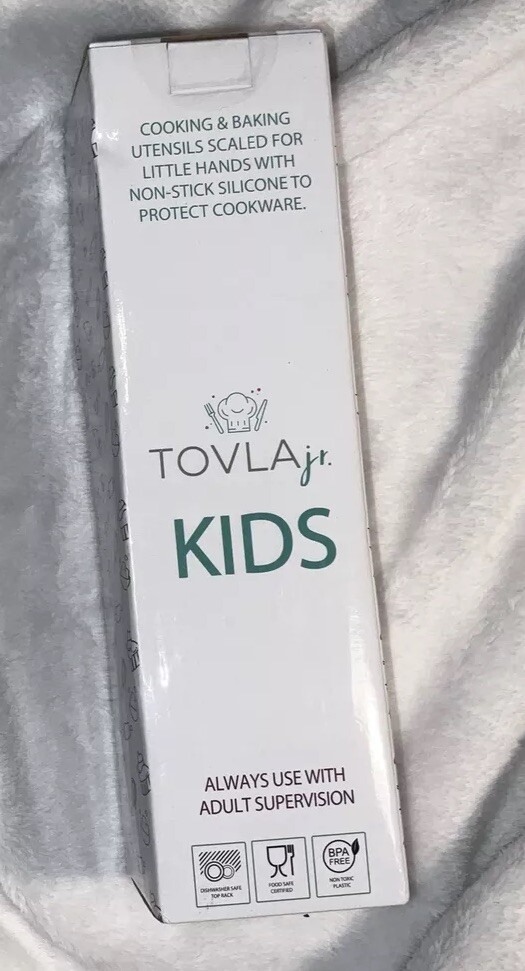 COOKING & BAKING
UTENSILS SCALED FOR
LITTLE HANDS WITH
NON-STICK SILICONE TO
PROTECT COOKWARE.
TOVLA jr.
KIDS
ALWAYS USE WITH
ADULT SUPERVISION
DISHWASHER SAFE
TOP RACK
FOOD SAFE
CERTIFIED
BPA
FREE
NON TOXIC
PLASTIC